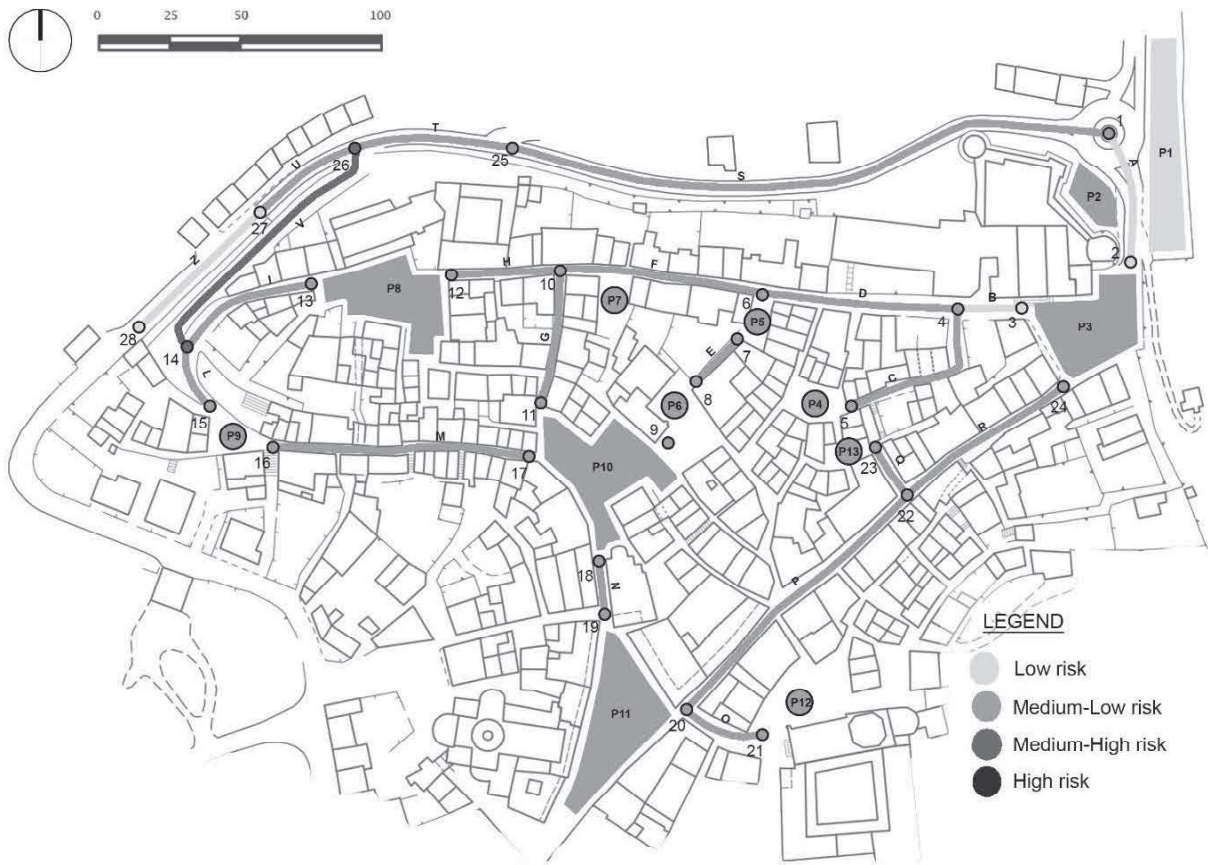 0 25 50 100
T
1
26
25
A
P1
U
S
P2
27
V
Z
2
H
F
I
10
12
13
P8
P7
6
D
B
4
3
P3
28
P5
G
14
E
7
C
L
8
24
15
11
P6
P4
5
P9
M
9
P13
R
16
17
P10
23
Q
22
18
P
N
19
LEGEND
Low risk
P12
Medium-Low risk
P11
20
O
21
Medium-High risk
High risk